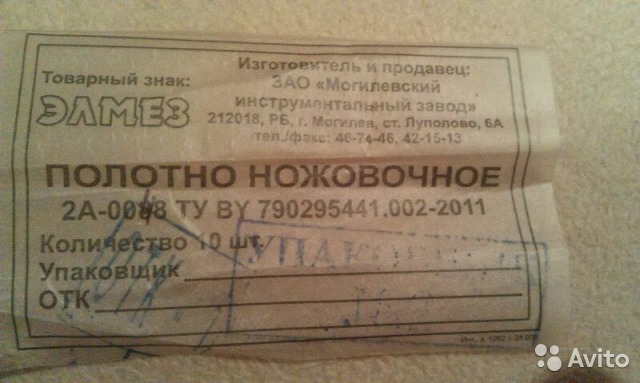 Товарный знак:
ЭЛМЕЗ
Изготовитель и продавец:
ЗАО «Могилевский
инструментальный завод»
212018, РБ, г. Могилев, ст. Луполово, 6А
тел./факс: 46-74-46, 42-15-13
ПОЛОТНО НОЖОВОЧНОЕ
2А-0048 ТУ BY 790295441.002-2011
Количество 10 шт.
Упаковщик
ОТК
Avito